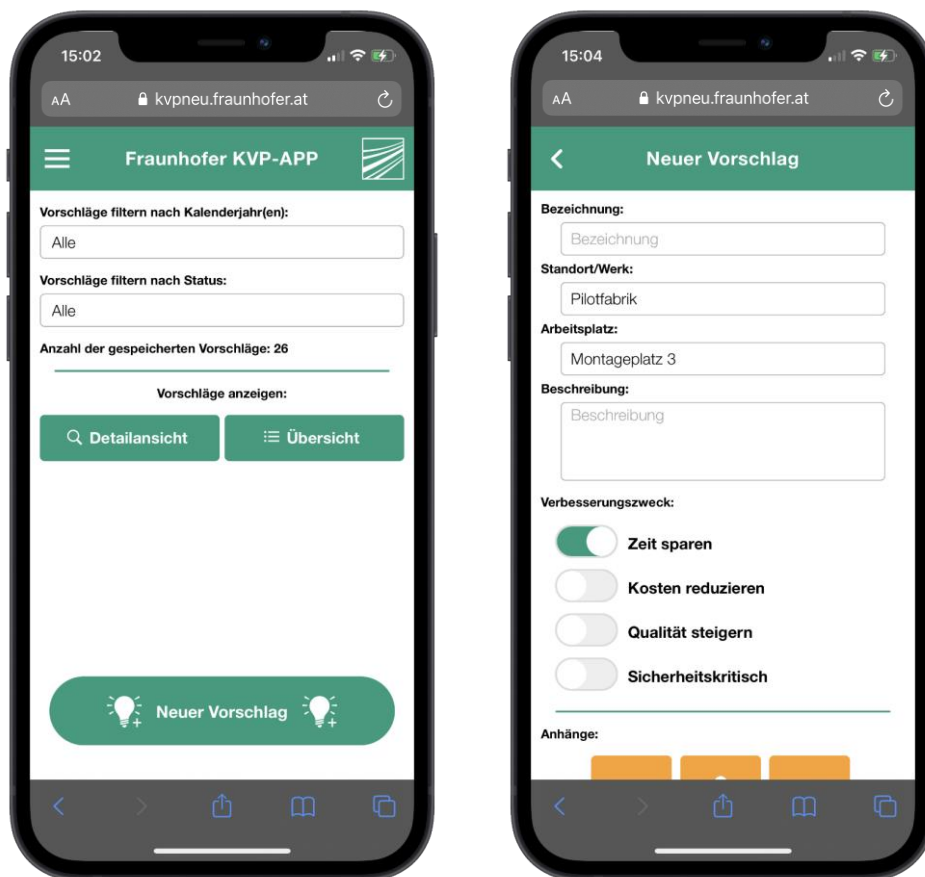 15:02
AA kvpneu.fraunhofer.at
Fraunhofer KVP-APP
Vorschläge filtern nach Kalenderjahr(en):
Alle
Vorschläge filtern nach Status:
Alle
Anzahl der gespeicherten Vorschläge: 26
Vorschläge anzeigen:
Detailansicht
Übersicht
Neuer Vorschlag
15:04
AA kvpneu.fraunhofer.at
Neuer Vorschlag
Bezeichnung:
Bezeichnung
Standort/Werk:
Pilotfabrik
Arbeitsplatz:
Montageplatz 3
Beschreibung:
Beschreibung
Verbesserungszweck:
Zeit sparen
Kosten reduzieren
Qualität steigern
Sicherheitskritisch
Anhänge: